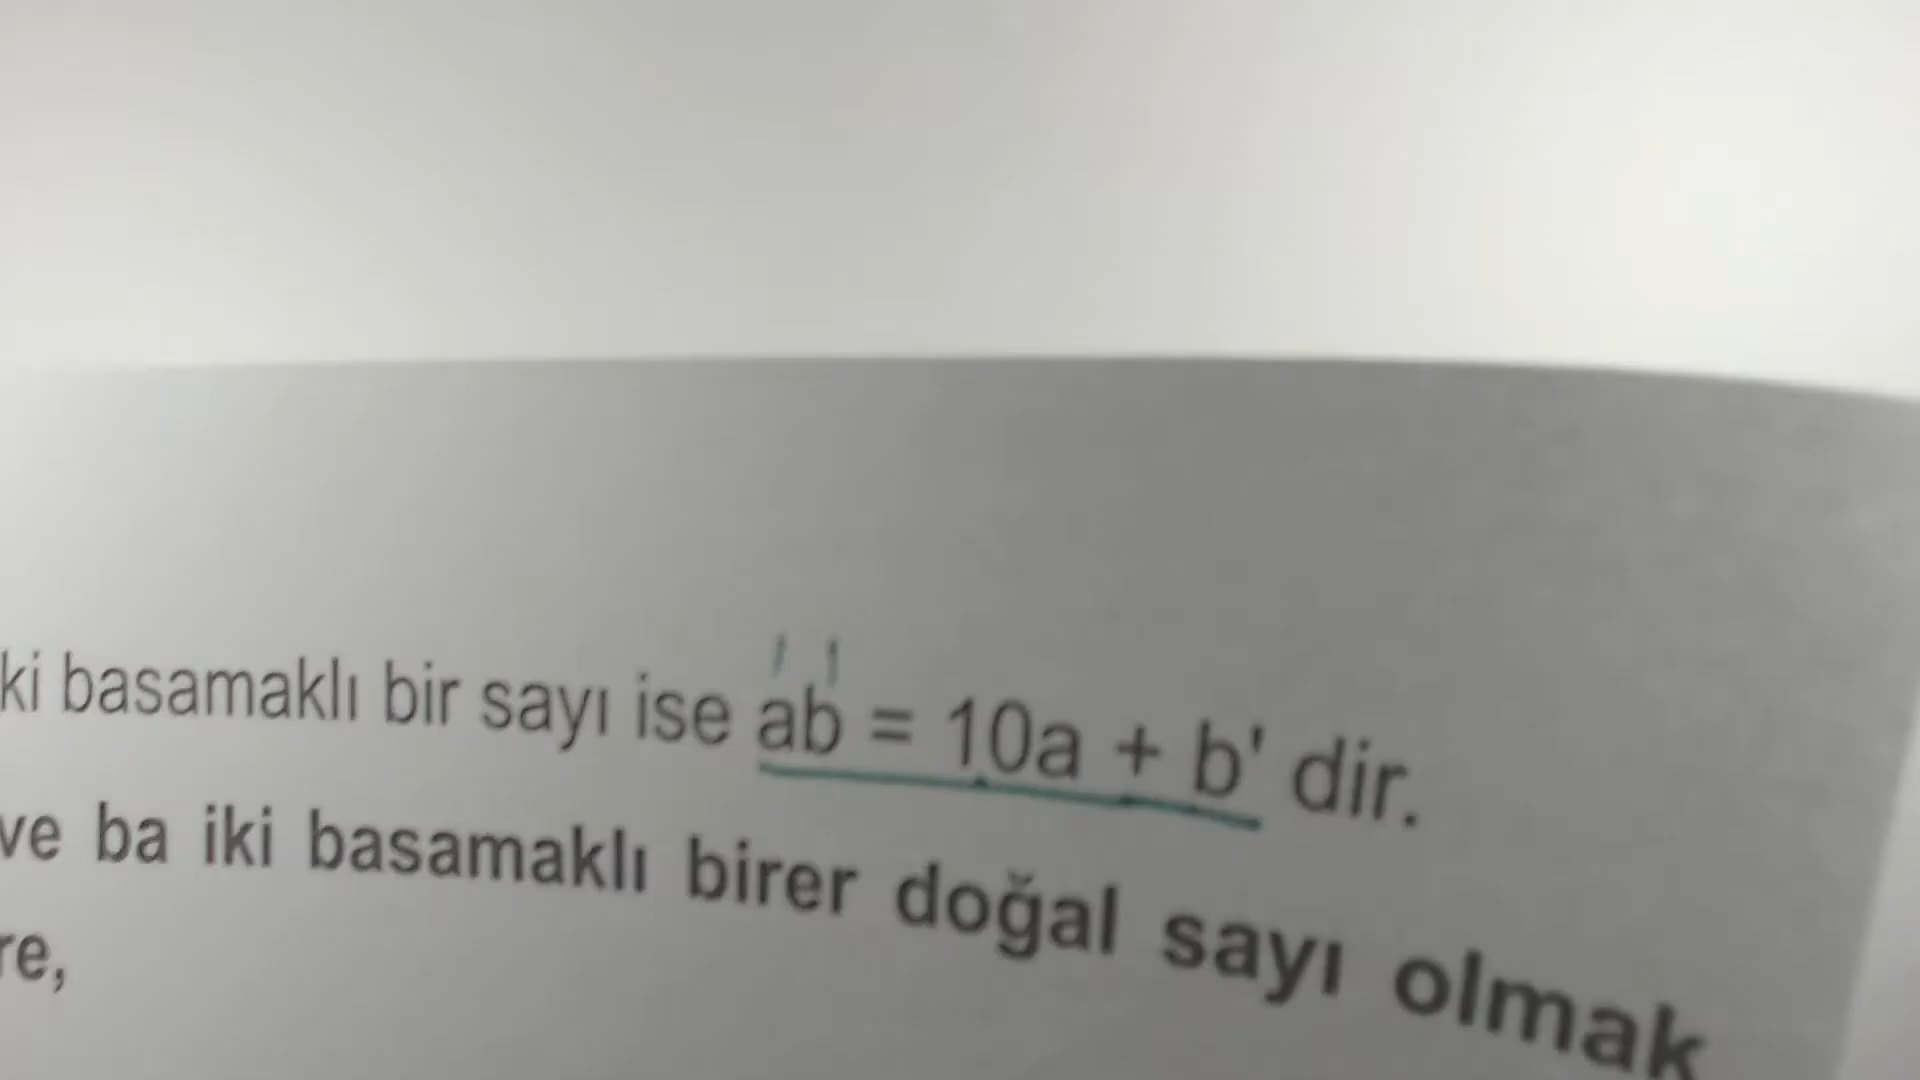 ki basamaklı bir sayı ise ab = 10a + b' dir.
ve ba iki basamaklı birer doğal sayı olmak
re,